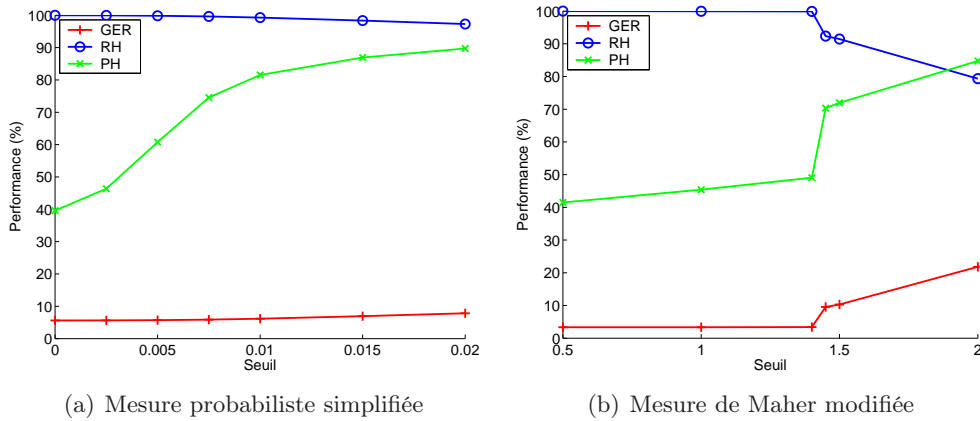 GER
RH
PH
100
90
80
70
60
50
40
30
20
10
0
Performance (%)
0 0.005 0.01 0.015 0.02
Seuil
(a) Mesure probabiliste simplifiée
GER
RH
PH
100
90
80
70
60
50
40
30
20
10
0
Performance (%)
0.5 1 1.5 2
Seuil
(b) Mesure de Maher modifiée